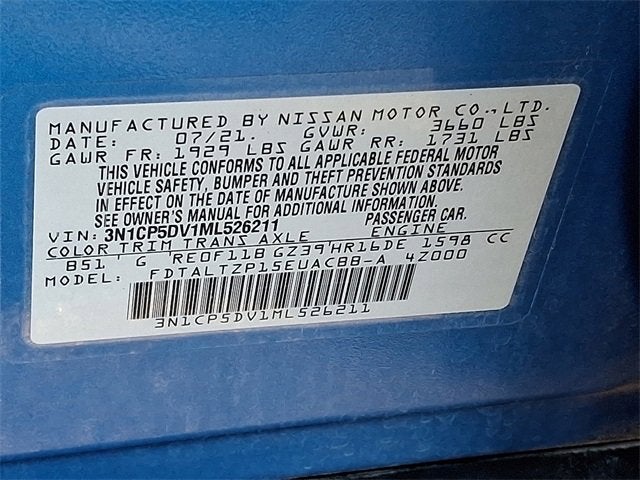 MANUFACTURED BY NISSAN MOTOR CO.,LTD.
DATE: 07/21. GVWR: 3660 LBS
GAWR FR: 1929 LBS GAWR RR: 1731 LBS
THIS VEHICLE CONFORMS TO ALL APPLICABLE FEDERAL MOTOR
VEHICLE SAFETY, BUMPER AND THEFT PREVENTION STANDARDS
IN EFFECT ON THE DATE OF MANUFACTURE SHOWN ABOVE.
SEE OWNER'S MANUAL FOR ADDITIONAL INFORMATION
VIN: 3N1CP5DV1ML526211 PASSENGER CAR.
COLOR TRIM TRANS AXLE ENGINE
B51' G 'RE0F11B GZ39'HR16DE 1598 CC
MODEL: FDTALTZP15EUACBB-A 4Z000
3N1CP5DV1ML526211